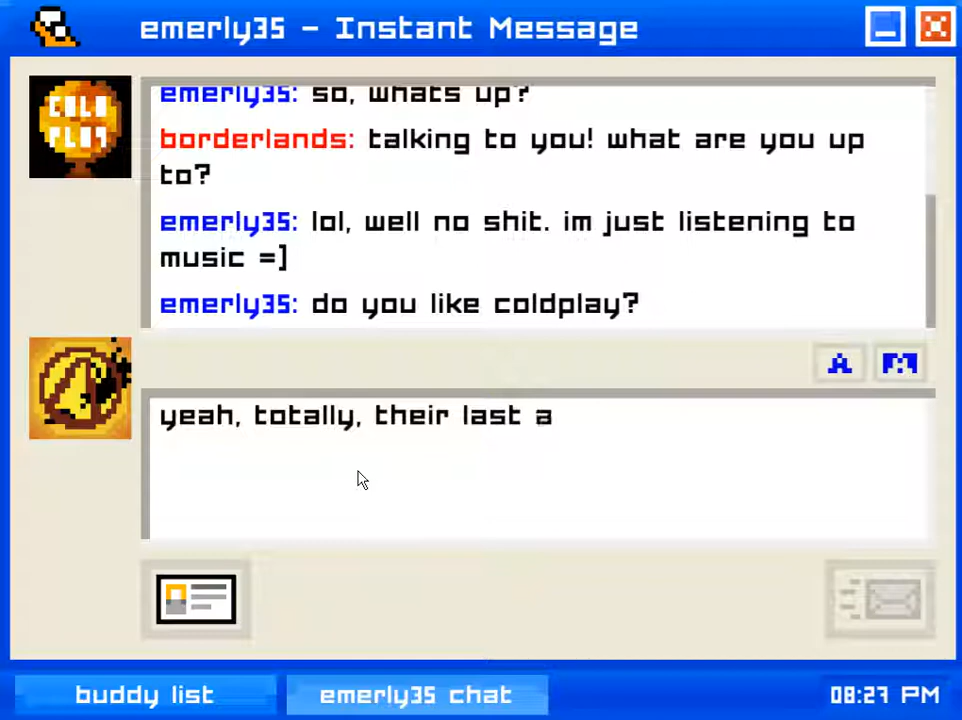 emerly35 - Instant Message
COLD
PLAY
emerly35: so, whats up?
borderlands: talking to you! what are you up
to?
emerly35: lol, well no shit. im just listening to
music =]
emerly35: do you like coldplay?
A
yeah, totally, their last a
buddy list
emerly35 chat
08:27 PM